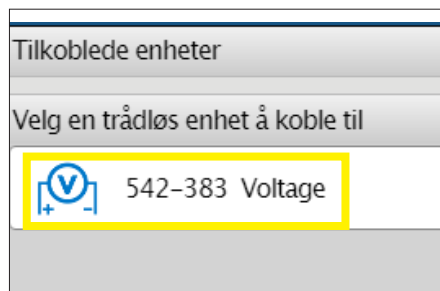 Tilkoblede enheter
Velg en trådløs enhet å koble til
V
+ -
542-383 Voltage